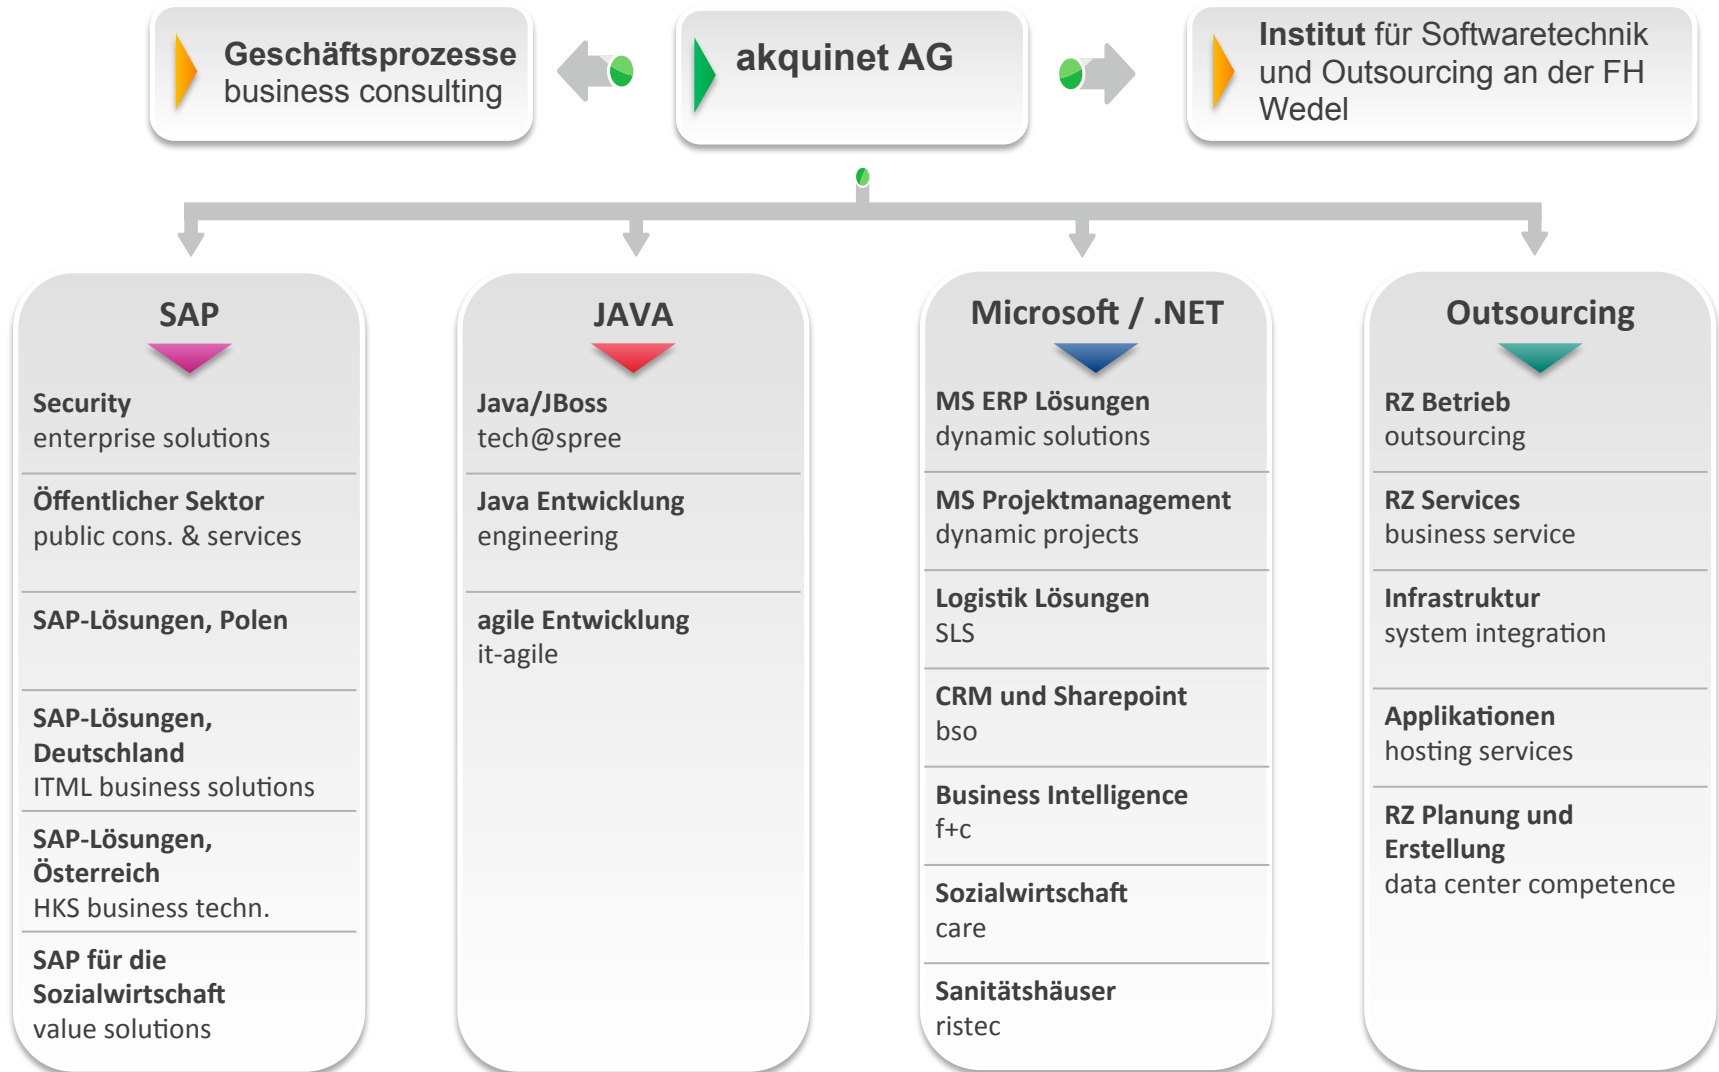 Geschäftsprozesse
business consulting
akquinet AG
Institut für Softwaretechnik
und Outsourcing an der FH
Wedel
SAP
Security
enterprise solutions
Öffentlicher Sektor
public cons. & services
SAP-Lösungen, Polen
SAP-Lösungen,
Deutschland
ITML business solutions
SAP-Lösungen,
Österreich
HKS business techn.
SAP für die
Sozialwirtschaft
value solutions
JAVA
Java/JBoss
tech@spree
Java Entwicklung
engineering
agile Entwicklung
it-agile
Microsoft / .NET
MS ERP Lösungen
dynamic solutions
MS Projektmanagement
dynamic projects
Logistik Lösungen
SLS
CRM und Sharepoint
bso
Business Intelligence
f+c
Sozialwirtschaft
care
Sanitätshäuser
ristec
Outsourcing
RZ Betrieb
outsourcing
RZ Services
business service
Infrastruktur
system integration
Applikationen
hosting services
RZ Planung und
Erstellung
data center competence